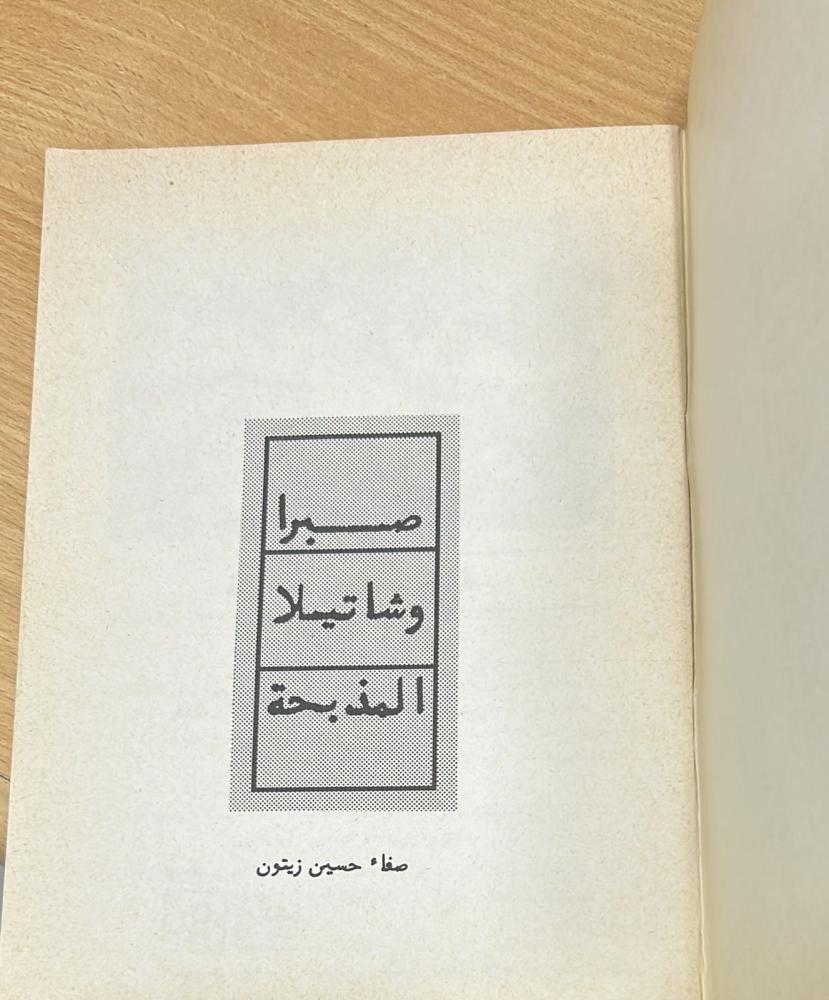 صبرا
وشاتيلا
المذبحة
صفاء حسين زيتون